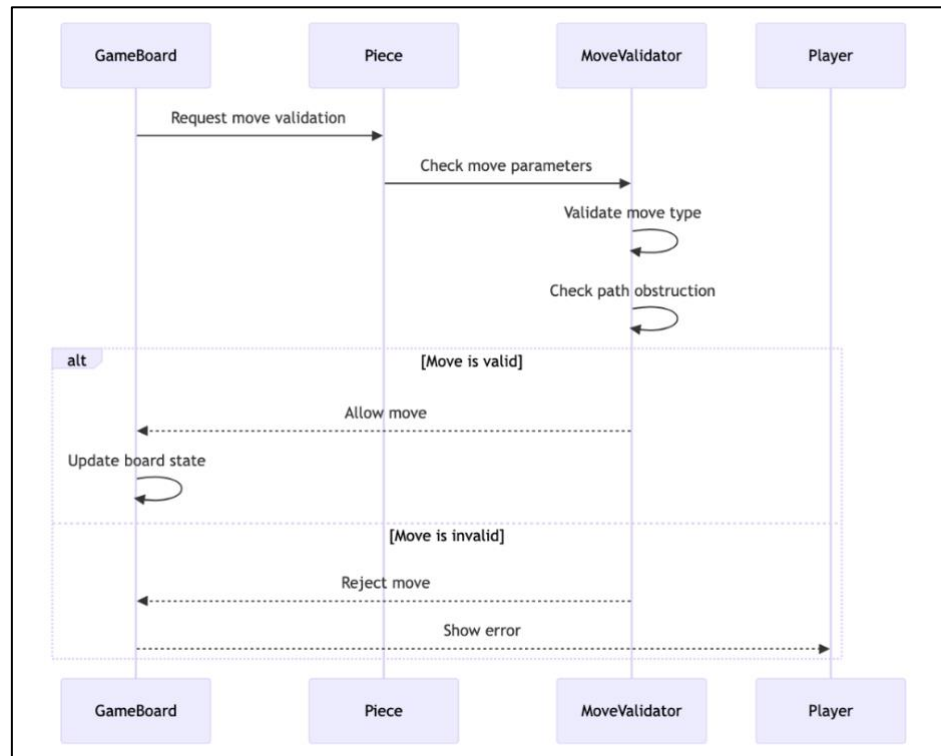 GameBoard
Piece
MoveValidator
Player
Request move validation
Check move parameters
Validate move type
Check path obstruction
alt
[Move is valid]
Allow move
Update board state
[Move is invalid]
Reject move
Show error
GameBoard
Piece
MoveValidator
Player